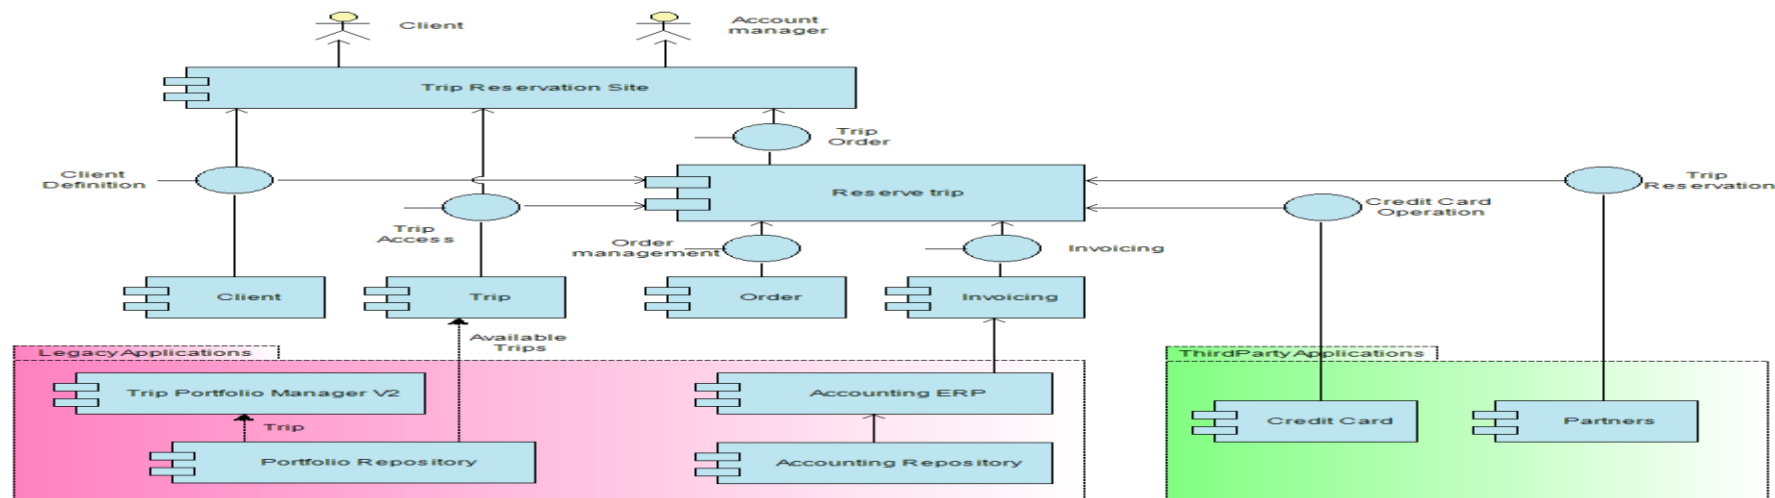 Client
Account
manager
Trip Reservation Site
Trip
Order
Client
Definition
Reserve trip
Trip
Reservation
Trip
Access
Credit Card
Operation
Order
management
Invoicing
Client
Trip
Order
Invoicing
Available
Trips
Legacy Applications
ThirdParty Applications
Trip Portfolio Manager V2
Accounting ERP
Credit Card
Partners
Trip
Portfolio Repository
Accounting Repository